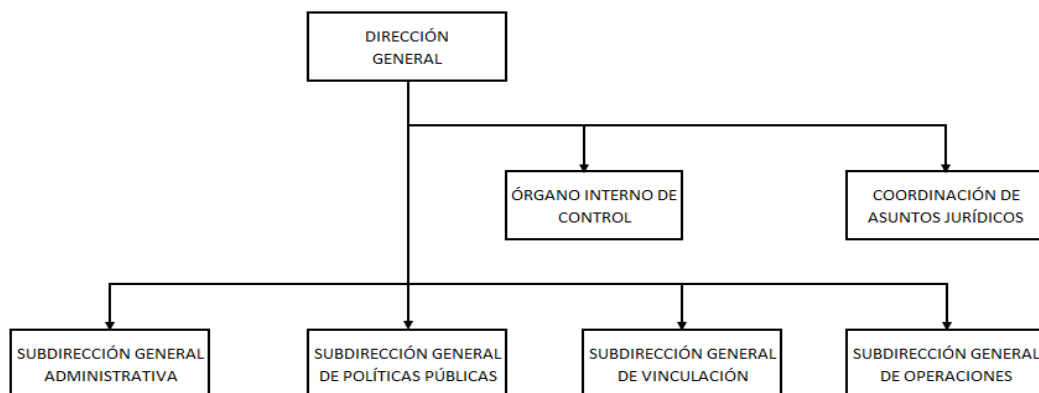 DIRECCIÓN
GENERAL
ÓRGANO INTERNO DE
CONTROL
COORDINACIÓN DE
ASUNTOS JURÍDICOS
SUBDIRECCIÓN GENERAL
ADMINISTRATIVA
SUBDIRECCIÓN GENERAL
DE POLÍTICAS PÚBLICAS
SUBDIRECCIÓN GENERAL
DE VINCULACIÓN
SUBDIRECCIÓN GENERAL
DE OPERACIONES